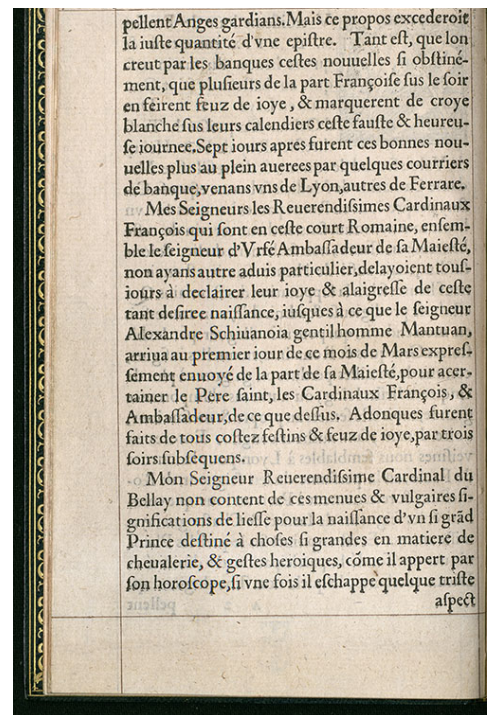 pellent Anges gardians. Mais ce propos excederoit
la iuſte quantité d'vne epiſtre. Tant eſt, que lon
creut par les banques ceſtes nouuelles ſi obſtiné-
ment, que pluſieurs de la part Françoiſe ſus le ſoir
en feirent feuz de ioye, & marquerent de croye
blanche ſus leurs calendiers ceſte fauſte & heureu-
ſe iournee. Sept iours apres furent ces bonnes nou-
uelles plus au plein auerees par quelques courriers
de banque, venans vns de Lyon, autres de Ferrare.
Mes Seigneurs les Reuerendiſsimes Cardinaux
François qui ſont en ceſte court Romaine, enſem-
ble le ſeigneur d'Vrfé Ambaſſadeur de ſa Maieſté,
non ayans autre aduis particulier, delayoient touſ-
iours à declairer leur ioye & alaigreſſe de ceſte
tant deſiree naiſſance, iuſques à ce que le ſeigneur
Alexandre Schiuanoia gentilhomme Mantuan,
arriua au premier iour de ce mois de Mars expreſ-
ſément enuoyé de la part de ſa Maieſté, pour acer-
tainer le Pere ſaint, les Cardinaux François, &
Ambaſſadeur, de ce que deſſus. Adonques furent
faits de tous coſtez feſtins & feuz de ioye, par trois
ſoirs ſubſéquens.
Mon Seigneur Reuerendiſsime Cardinal du
Bellay non content de ces menues & vulgaires ſi-
gnifications de lieſſe pour la naiſſance d'vn ſi grãd
Prince deſtiné à choſes ſi grandes en matiere de
cheualerie, & geſtes heroiques, cõme il appert par
ſon horoſcope, ſi vne fois il eſchappe quelque triſte
aſpect